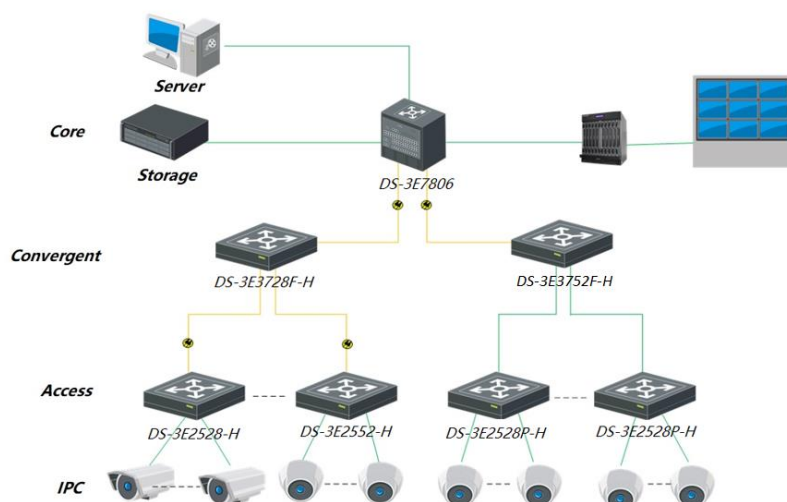 Server
Core
Storage
DS-3E7806
Convergent
DS-3E3728F-H
DS-3E3752F-H
Access
DS-3E2528-H
DS-3E2552-H
DS-3E2528P-H
DS-3E2528P-H
IPC